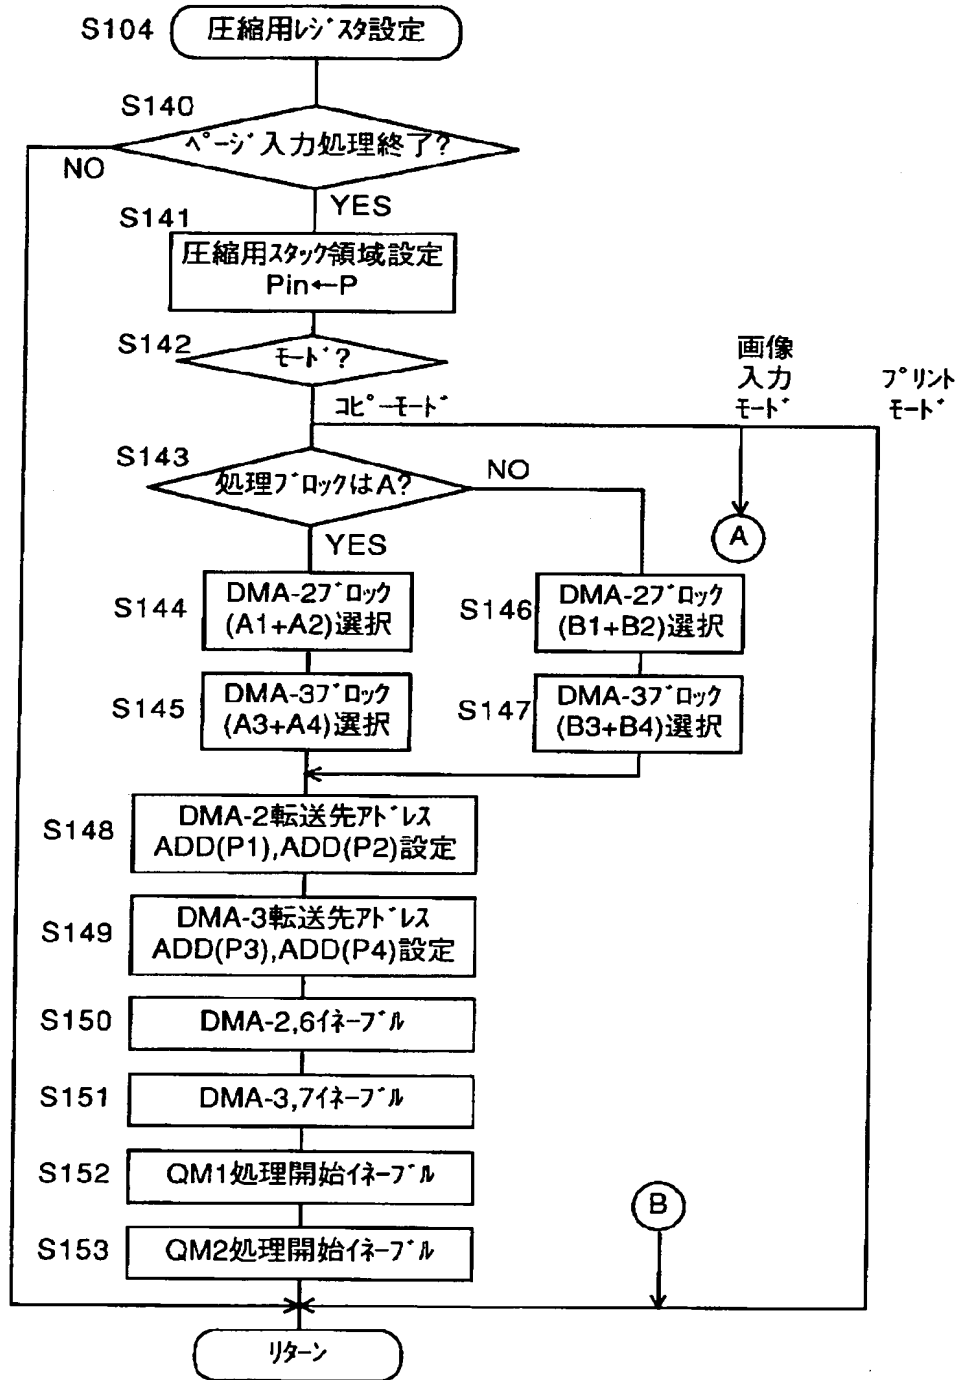 S104 圧縮用ﾚｼﾞｽﾀ設定
S140
ﾍﾟｰｼﾞ入力処理終了?
NO
YES
S141
圧縮用ｽﾀｯｸ領域設定
Pin←P
S142
ﾓｰﾄﾞ?
ｺﾋﾟｰﾓｰﾄﾞ
画像
入力
ﾓｰﾄﾞ
ﾌﾟﾘﾝﾄ
ﾓｰﾄﾞ
S143
処理ﾌﾞﾛｯｸはA?
NO
YES
A
S144
DMA-2ﾌﾞﾛｯｸ
(A1+A2)選択
S146
DMA-2ﾌﾞﾛｯｸ
(B1+B2)選択
S145
DMA-3ﾌﾞﾛｯｸ
(A3+A4)選択
S147
DMA-3ﾌﾞﾛｯｸ
(B3+B4)選択
S148
DMA-2転送先ｱﾄﾞﾚｽ
ADD(P1),ADD(P2)設定
S149
DMA-3転送先ｱﾄﾞﾚｽ
ADD(P3),ADD(P4)設定
S150
DMA-2,6ｲﾈｰﾌﾞﾙ
S151
DMA-3,7ｲﾈｰﾌﾞﾙ
S152
QM1処理開始ｲﾈｰﾌﾞﾙ
B
S153
QM2処理開始ｲﾈｰﾌﾞﾙ
ﾘﾀｰﾝ